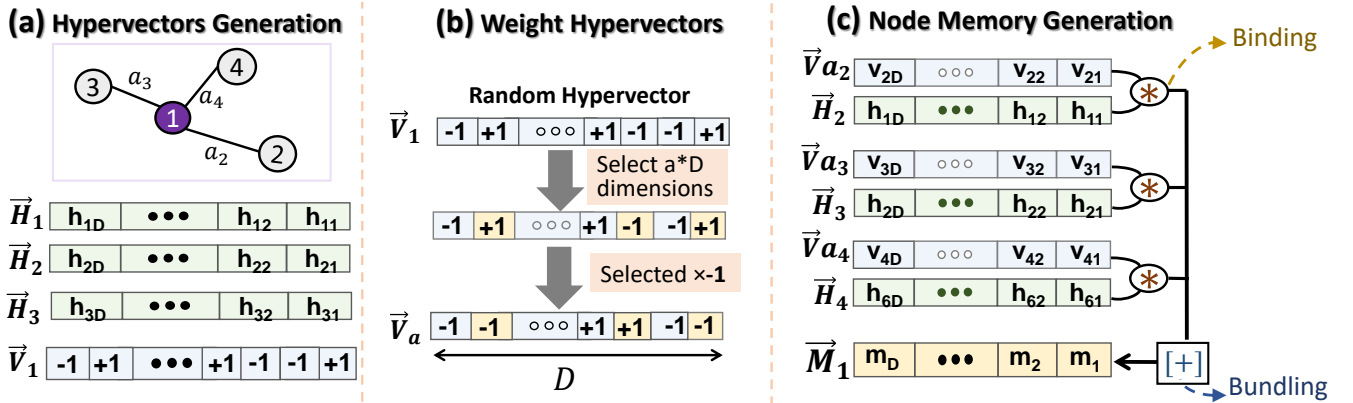 (a) Hypervectors Generation
3
a₃
4
a₄
1
a₂
2
H⃗₁ h₁D ●●● h₁₂ h₁₁
H⃗₂ h₂D ●●● h₂₂ h₂₁
H⃗₃ h₃D ●●● h₃₂ h₃₁
V⃗₁ -1 +1 ●●● +1 -1 -1 +1
(b) Weight Hypervectors
Random Hypervector
V⃗₁ -1 +1 ○○○ +1 -1 -1 +1
Select a*D
dimensions
-1 +1 ○○○ +1 -1 -1 +1
Selected ×-1
V⃗ₐ -1 -1 ○○○ +1 +1 -1 -1
D
(c) Node Memory Generation
Binding
V⃗a₂ v₂D ○○○ v₂₂ v₂₁
*
H⃗₂ h₁D ●●● h₁₂ h₁₁
V⃗a₃ v₃D ○○○ v₃₂ v₃₁
*
H⃗₃ h₂D ●●● h₂₂ h₂₁
V⃗a₄ v₄D ○○○ v₄₂ v₄₁
*
H⃗₄ h₆D ●●● h₆₂ h₆₁
M⃗₁ mD ●●● m₂ m₁
[+]
Bundling